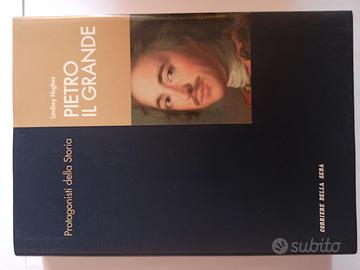 Lindsey Hughes
PIETRO
IL GRANDE
Protagonisti della Storia
CORRIERE DELLA SERA
subito